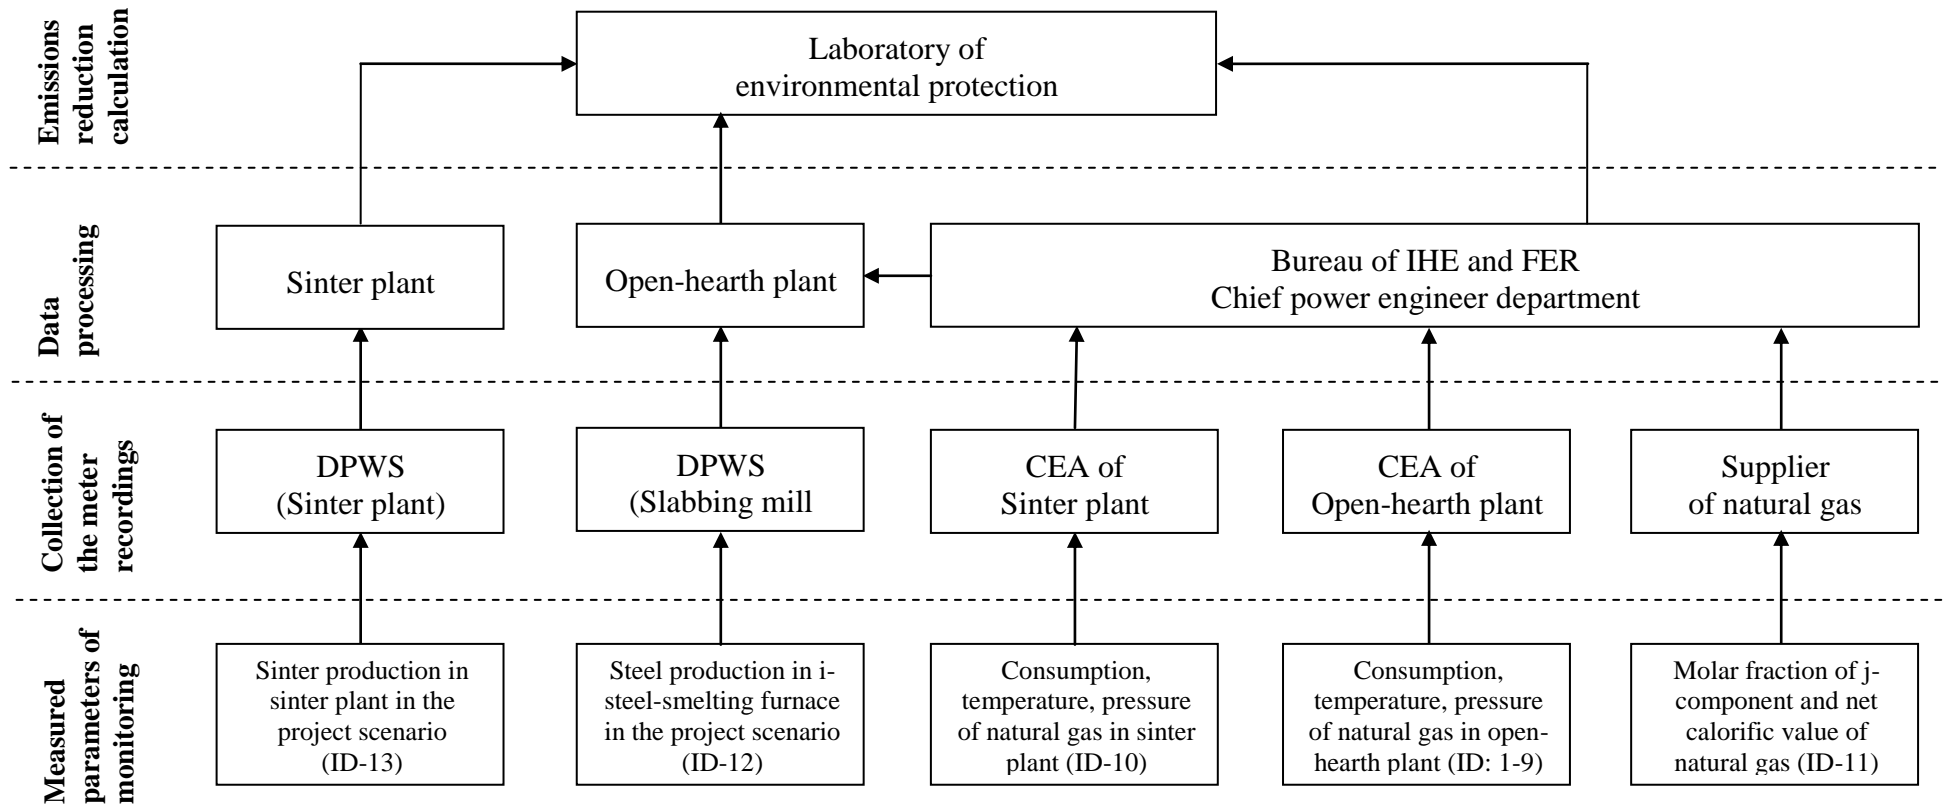 Emissions
reduction
calculation
Laboratory of
environmental protection
Data
processing
Sinter plant
Open-hearth plant
Bureau of IHE and FER
Chief power engineer department
Collection of
the meter
recordings
DPWS
(Sinter plant)
DPWS
(Slabbing mill
CEA of
Sinter plant
CEA of
Open-hearth plant
Supplier
of natural gas
Measured
parameters of
monitoring
Sinter production in
sinter plant in the
project scenario
(ID-13)
Steel production in i-
steel-smelting furnace
in the project scenario
(ID-12)
Consumption,
temperature, pressure
of natural gas in sinter
plant (ID-10)
Consumption,
temperature, pressure
of natural gas in open-
hearth plant (ID: 1-9)
Molar fraction of j-
component and net
calorific value of
natural gas (ID-11)